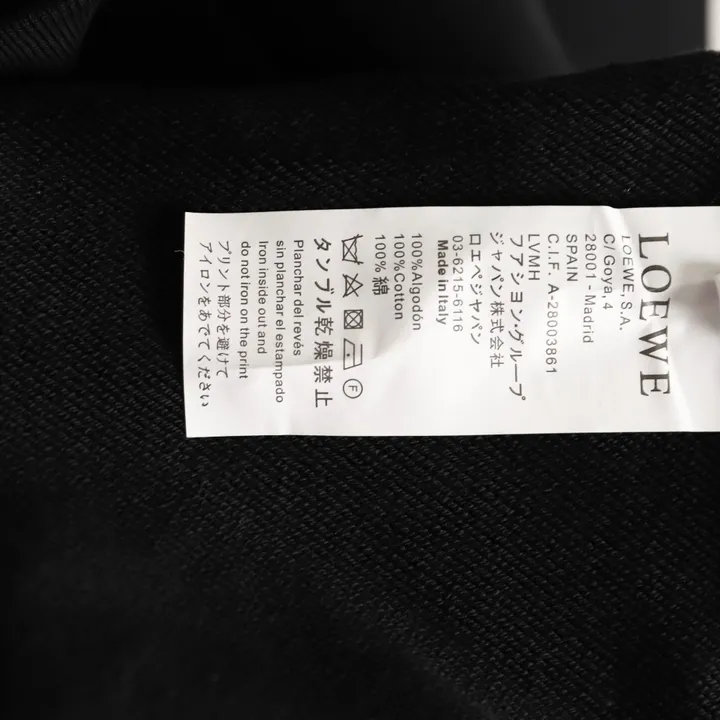 LOEWE
LOEWE, S.A.
C/ Goya, 4
28001 - Madrid
SPAIN
C.I.F. A-28003861
LVMH
ファション·グループ
ジャパン株式会社
ロエベジャパン
03-6215-6116
Made in Italy
100%Algodón
100%Cotton
100%綿
F
タンブル乾燥禁止
Planchar del revés
sin planchar el estampado
Iron inside out and
do not iron on the print
プリント部分を避けて
アイロンをあでてください